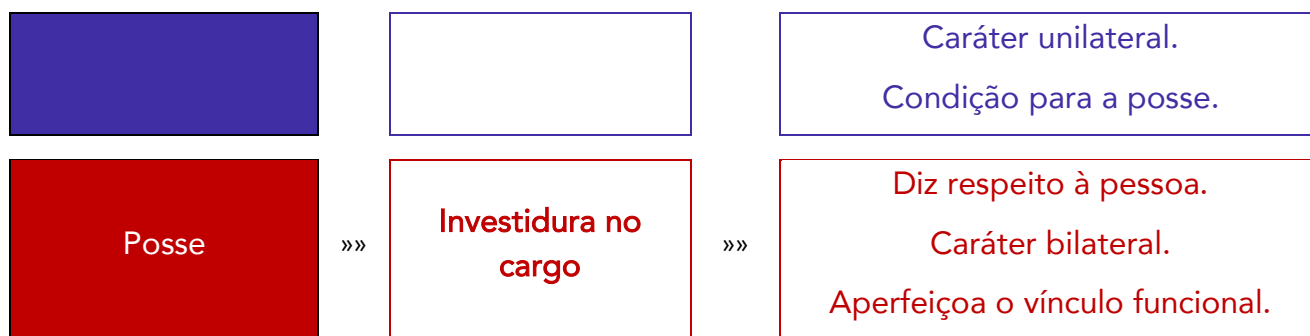 Caráter unilateral.
Condição para a posse.
Posse
»»
Investidura no
cargo
»»
Diz respeito à pessoa.
Caráter bilateral.
Aperfeiçoa o vínculo funcional.